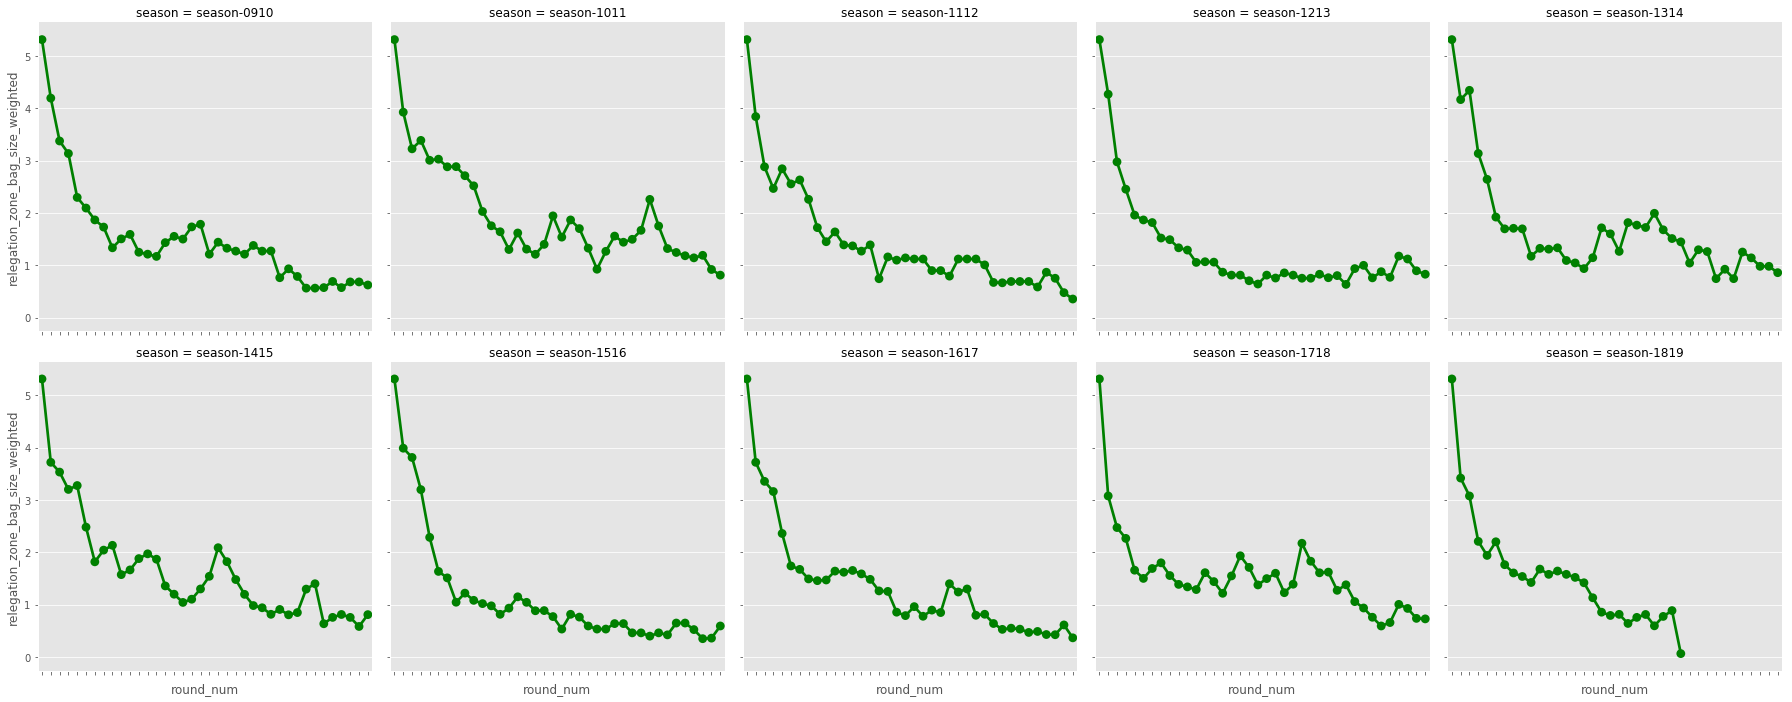 season = season-0910
season = season-1011
season = season-1112
season = season-1213
season = season-1314
relegation_zone_bag_size_weighted
5
4
3
2
1
0
season = season-1415
season = season-1516
season = season-1617
season = season-1718
season = season-1819
relegation_zone_bag_size_weighted
5
4
3
2
1
0
round_num
round_num
round_num
round_num
round_num